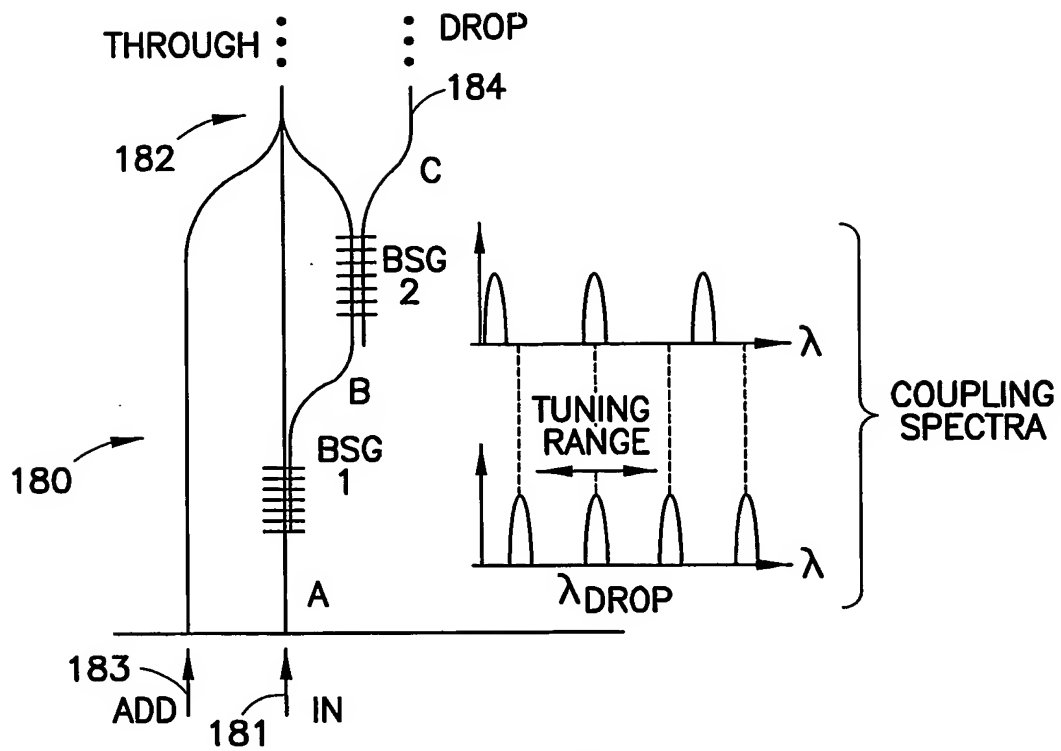 THROUGH
DROP
184
182
C
BSG
2
λ
B
TUNING
RANGE
COUPLING
SPECTRA
180
BSG
1
λ
A
λDROP
183
ADD
181
IN